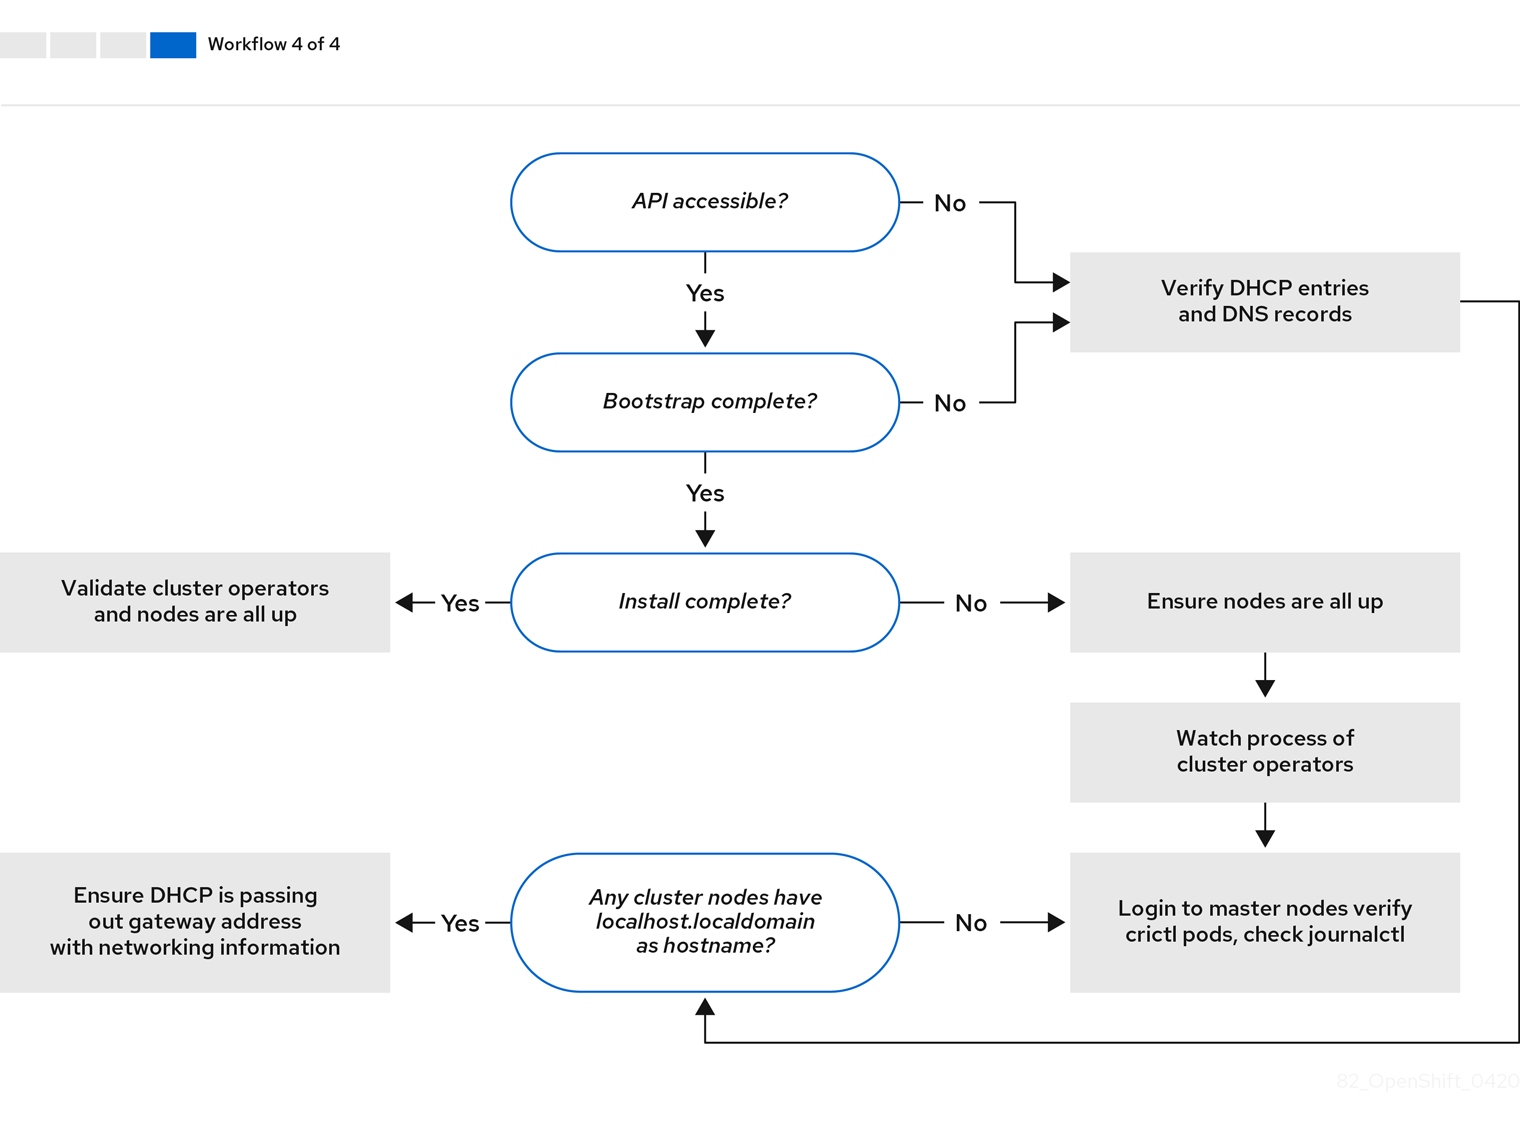 Workflow 4 of 4
API accessible?
No
Verify DHCP entries
and DNS records
Yes
Bootstrap complete?
No
Yes
Validate cluster operators
and nodes are all up
Yes
Install complete?
No
Ensure nodes are all up
Watch process of
cluster operators
Ensure DHCP is passing
out gateway address
with networking information
Yes
Any cluster nodes have
localhost.localdomain
as hostname?
No
Login to master nodes verify
crictl pods, check journalctl
82_OpenShift_0420